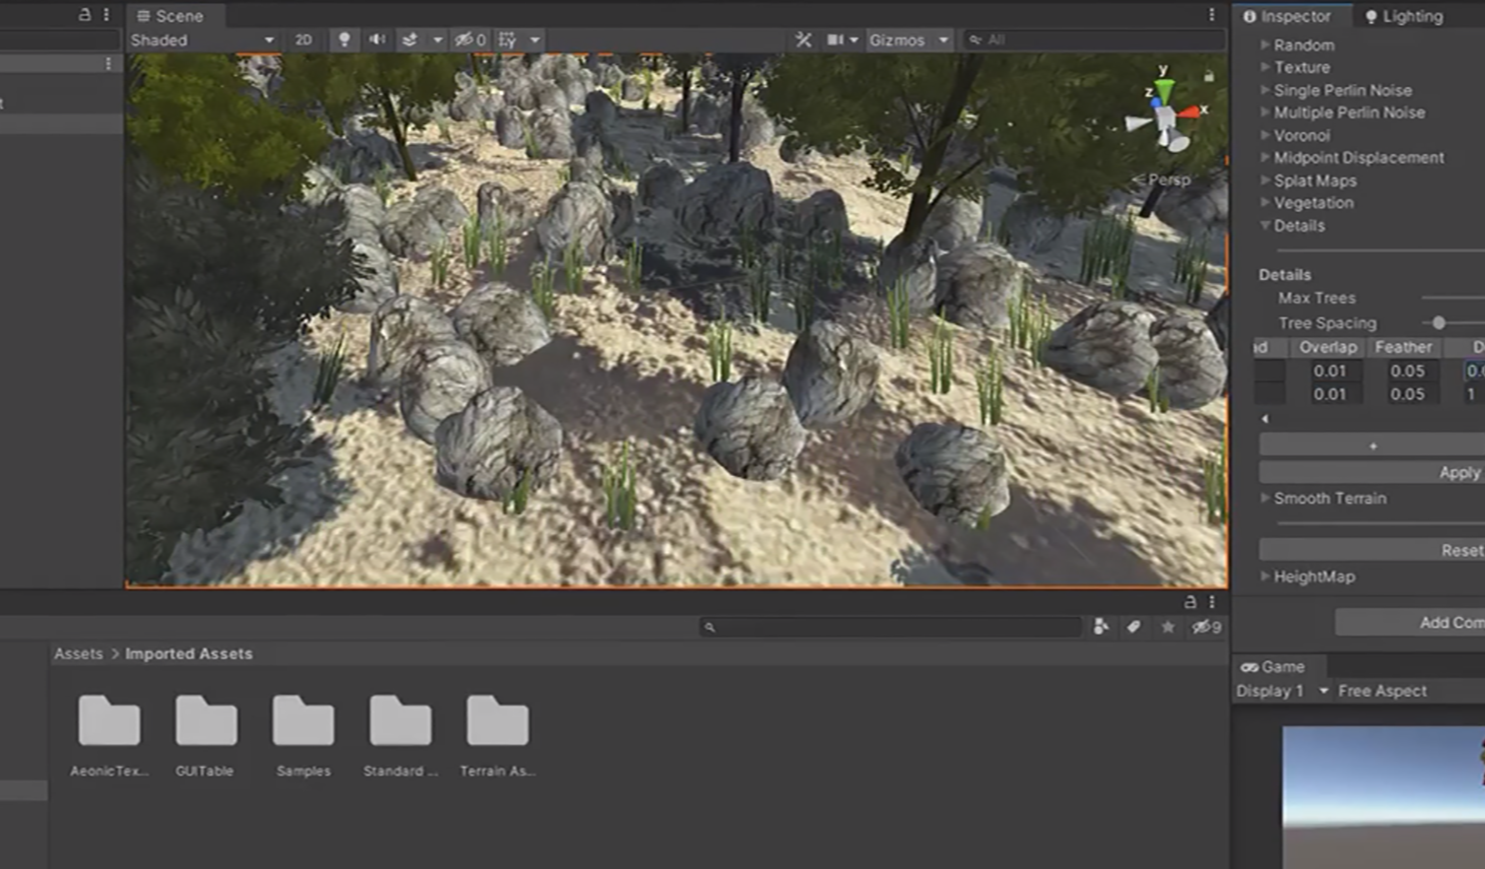 Scene
Shaded
2D
0
Gizmos
All
y
z
x
Persp
Inspector
Lighting
Random
Texture
Single Perlin Noise
Multiple Perlin Noise
Voronoi
Midpoint Displacement
Splat Maps
Vegetation
Details
Details
Max Trees
Tree Spacing
Overlap Feather
0.01 0.05
0.01 0.05 1
+
Apply
Smooth Terrain
Reset
HeightMap
Add Com
9
Assets > Imported Assets
AeonicTex...
GUITable
Samples
Standard ...
Terrain As...
Game
Display 1 Free Aspect